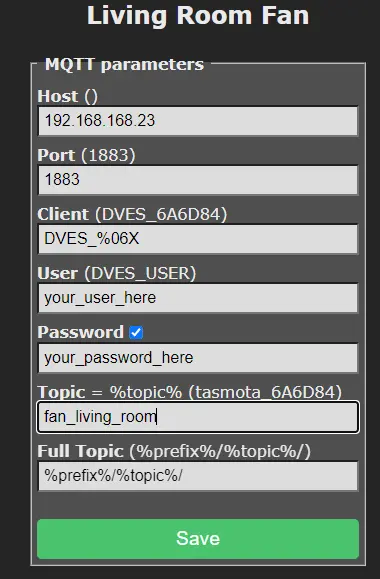 Living Room Fan
MQTT parameters
Host ()
192.168.168.23
Port (1883)
1883
Client (DVES_6A6D84)
DVES_%06X
User (DVES_USER)
your_user_here
Password
your_password_here
Topic = %topic% (tasmota_6A6D84)
fan_living_room
Full Topic (%prefix%/%topic%/)
%prefix%/%topic%/
Save